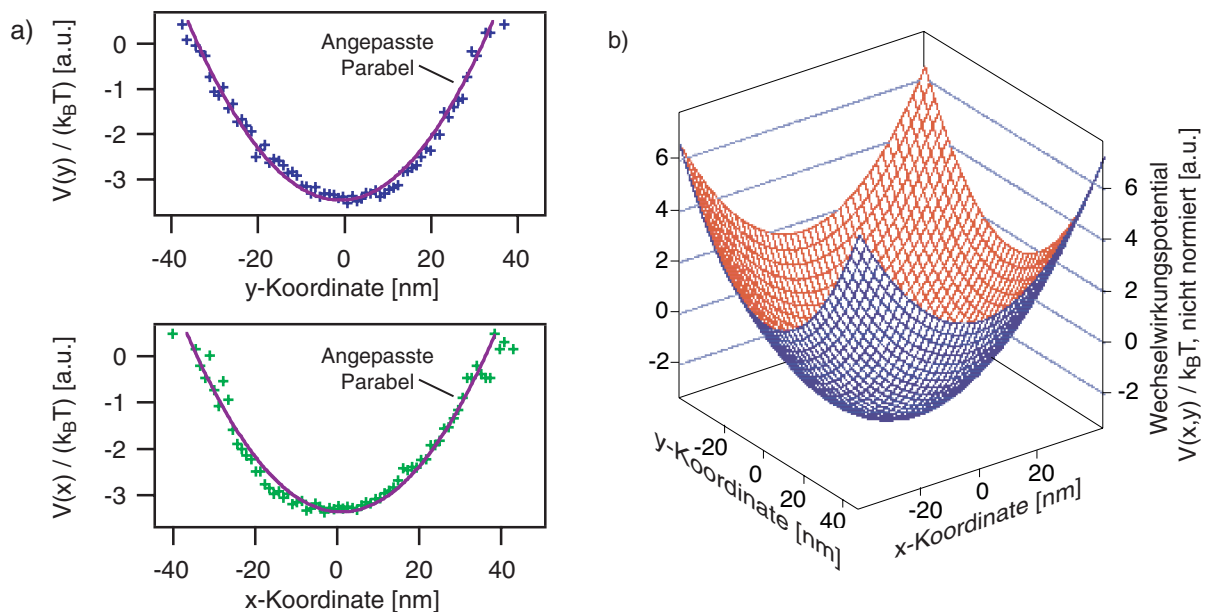 a)
V(y) / (kBT) [a.u.]
0
-1
-2
-3
Angepasste
Parabel
-40
-20
0
20
40
y-Koordinate [nm]
V(x) / (kBT) [a.u.]
0
-1
-2
-3
Angepasste
Parabel
-40
-20
0
20
40
x-Koordinate [nm]
b)
6
4
2
0
-2
6
4
2
0
-2
Wechselwirkungspotential
V(x,y) / kBT, nicht normiert [a.u.]
-20
0
20
40
y-Koordinate [nm]
-20
0
20
x-Koordinate [nm]